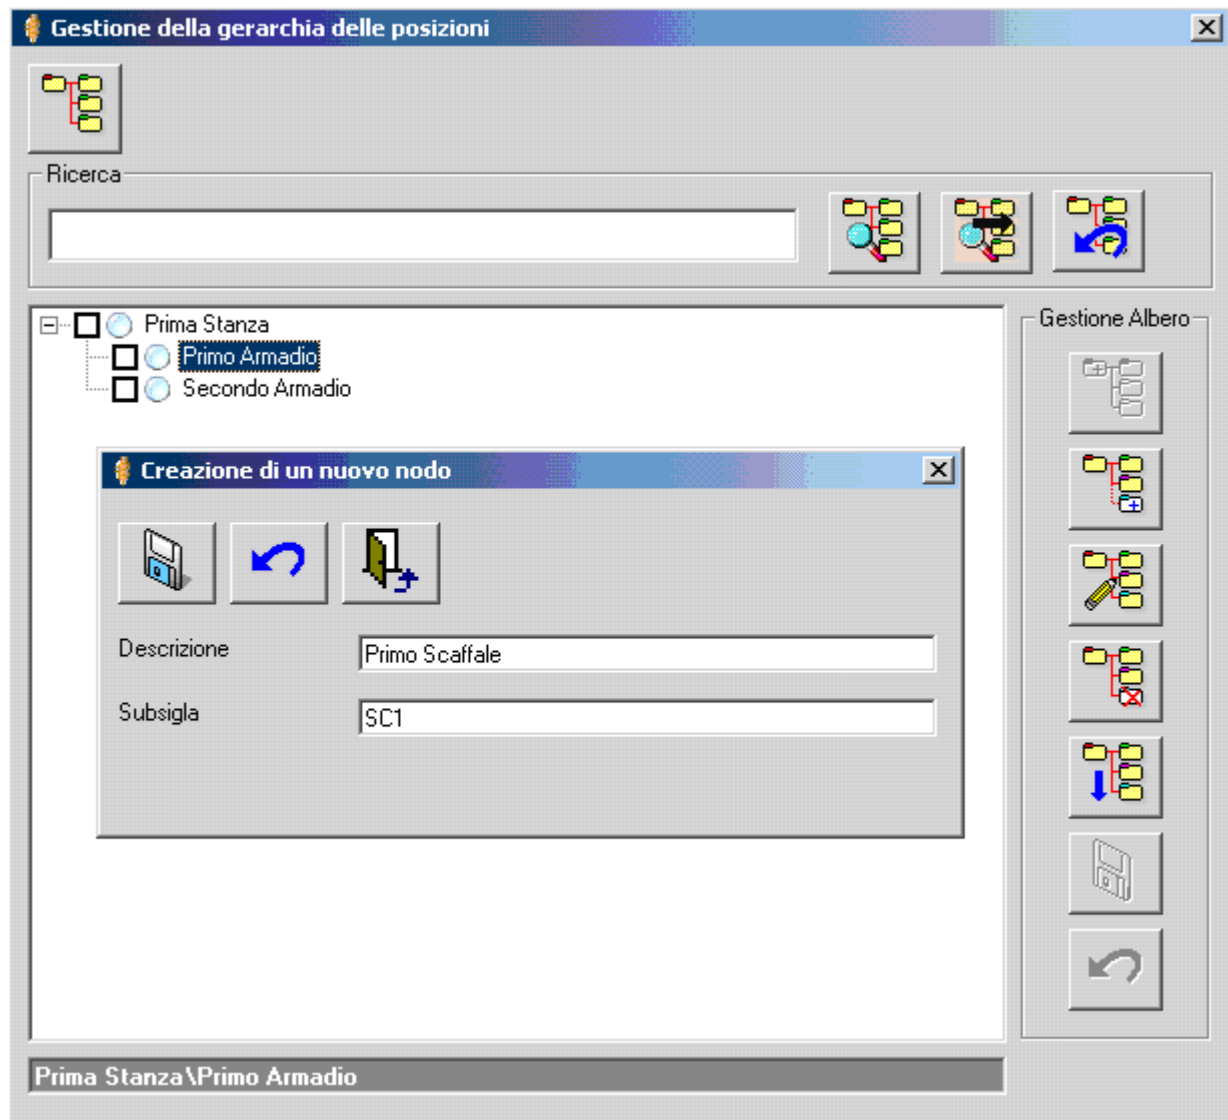 Gestione della gerarchia delle posizioni
Ricerca
Prima Stanza
Primo Armadio
Secondo Armadio
Gestione Albero
Creazione di un nuovo nodo
Descrizione
Primo Scaffale
Subsigla
SC1
Prima Stanza\Primo Armadio